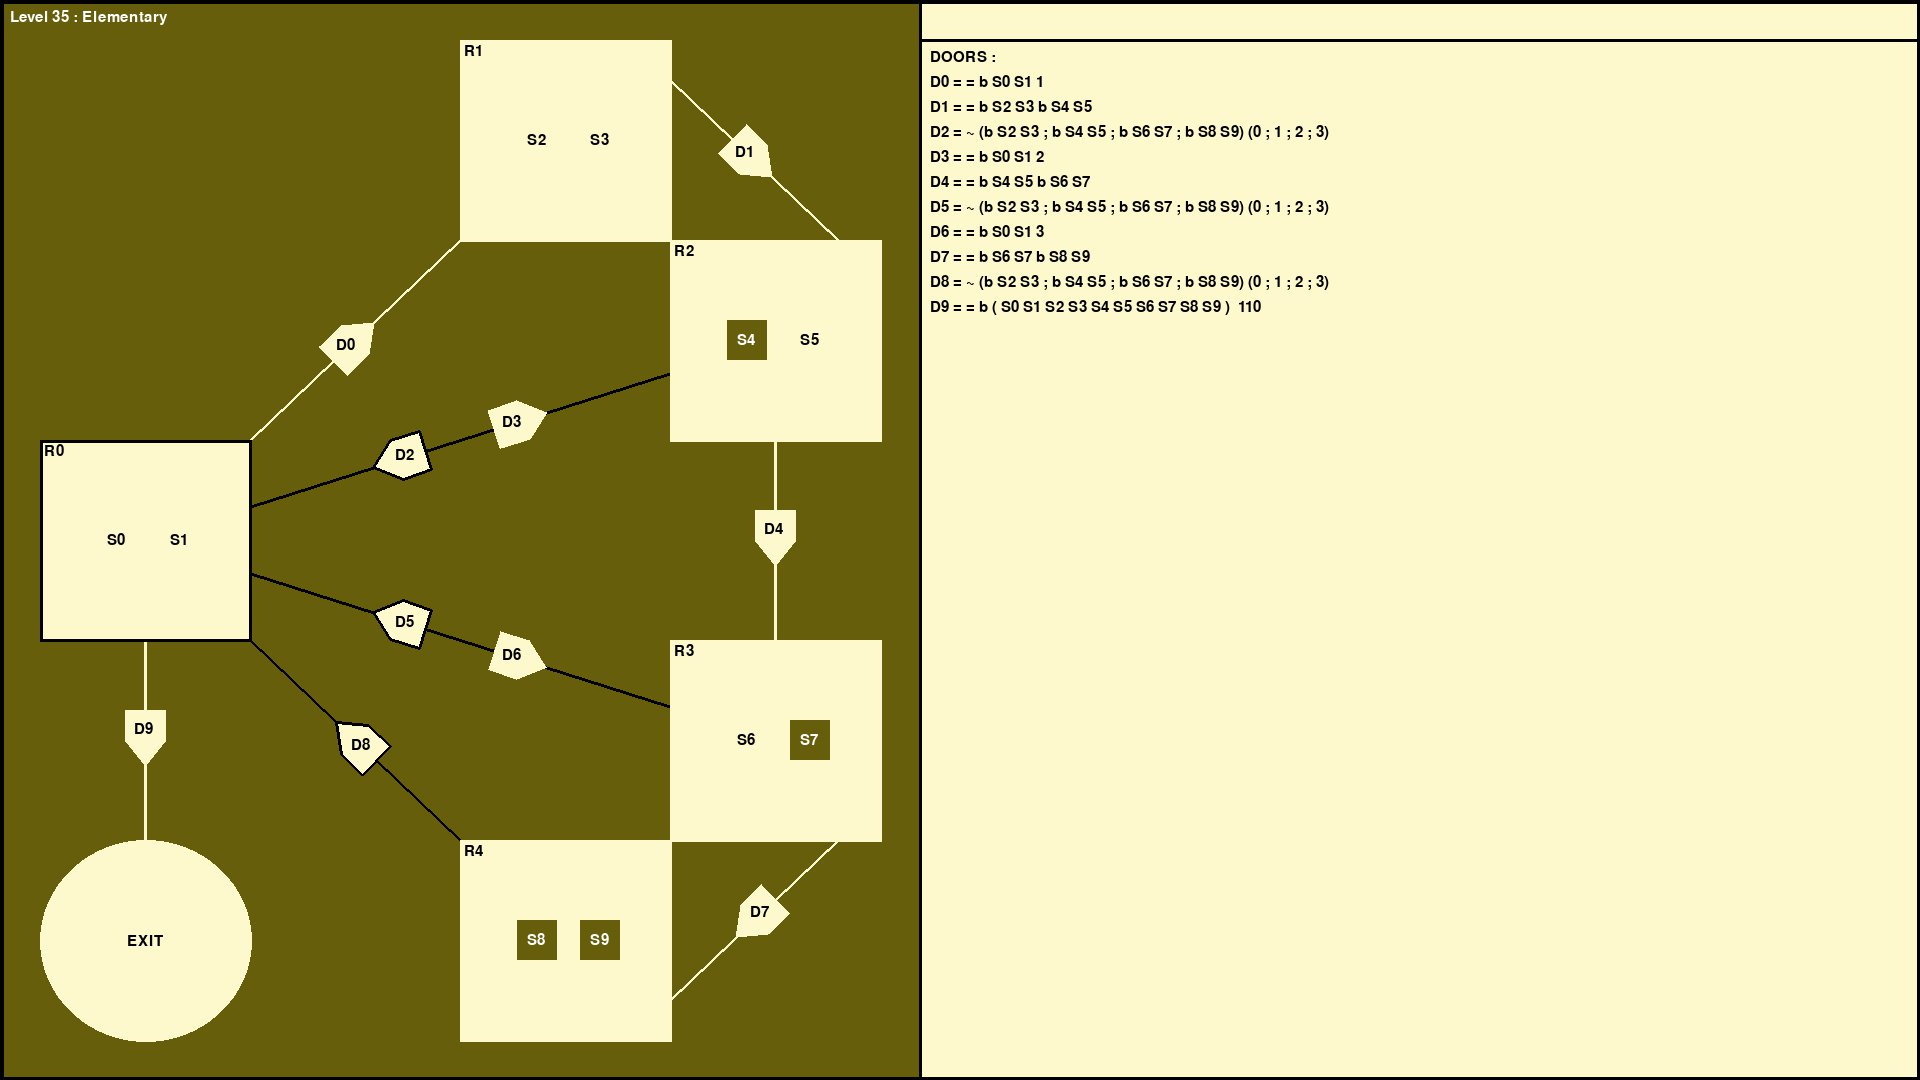 Level 35 : Elementary
DOORS :
D0 = = b S0 S1 1
D1 = = b S2 S3 b S4 S5
D2 = ~ (b S2 S3 ; b S4 S5 ; b S6 S7 ; b S8 S9) (0 ; 1 ; 2 ; 3)
D3 = = b S0 S1 2
D4 = = b S4 S5 b S6 S7
D5 = ~ (b S2 S3 ; b S4 S5 ; b S6 S7 ; b S8 S9) (0 ; 1 ; 2 ; 3)
D6 = = b S0 S1 3
D7 = = b S6 S7 b S8 S9
D8 = ~ (b S2 S3 ; b S4 S5 ; b S6 S7 ; b S8 S9) (0 ; 1 ; 2 ; 3)
D9 = = b ( S0 S1 S2 S3 S4 S5 S6 S7 S8 S9 ) 110
R1
S2 S3
D1
R2
S4 S5
D0
D3
D2
R0
S0 S1
D4
D5
D6
R3
S6 S7
D9
D8
R4
S8 S9
D7
EXIT